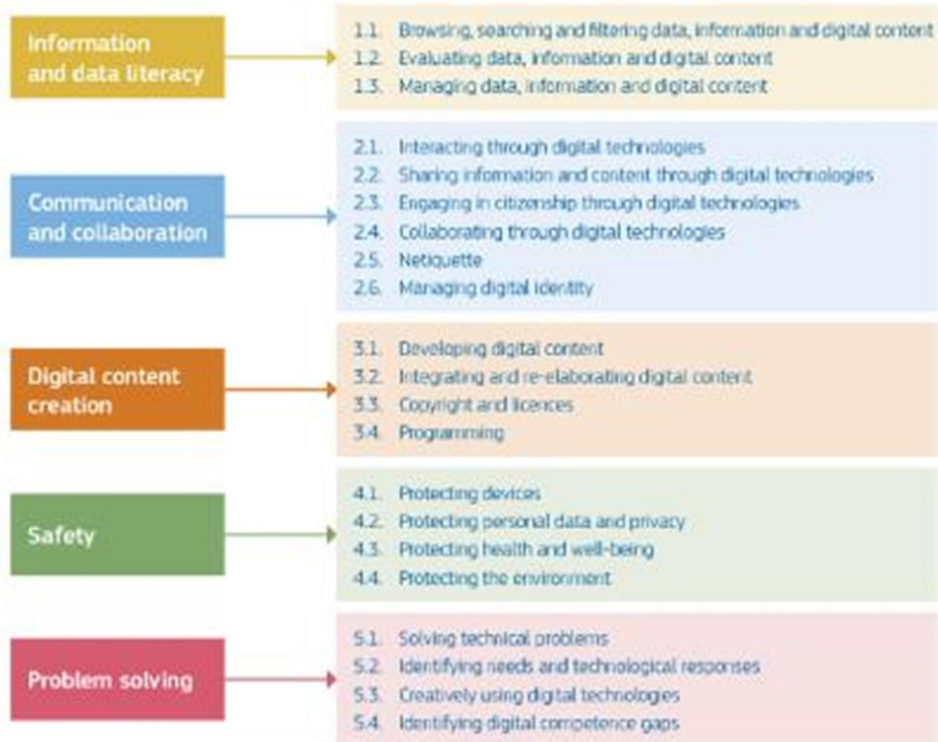 Information
and data literacy
1.1. Browsing, searching and filtering data, information and digital content
1.2. Evaluating data, information and digital content
1.3. Managing data, information and digital content
Communication
and collaboration
2.1. Interacting through digital technologies
2.2. Sharing information and content through digital technologies
2.3. Engaging in citizenship through digital technologies
2.4. Collaborating through digital technologies
2.5. Netiquette
2.6. Managing digital identity
Digital content
creation
3.1. Developing digital content
3.2. Integrating and re-elaborating digital content
3.3. Copyright and licences
3.4. Programming
Safety
4.1. Protecting devices
4.2. Protecting personal data and privacy
4.3. Protecting health and well-being
4.4. Protecting the environment
Problem solving
5.1. Solving technical problems
5.2. Identifying needs and technological responses
5.3. Creatively using digital technologies
5.4. Identifying digital competence gaps